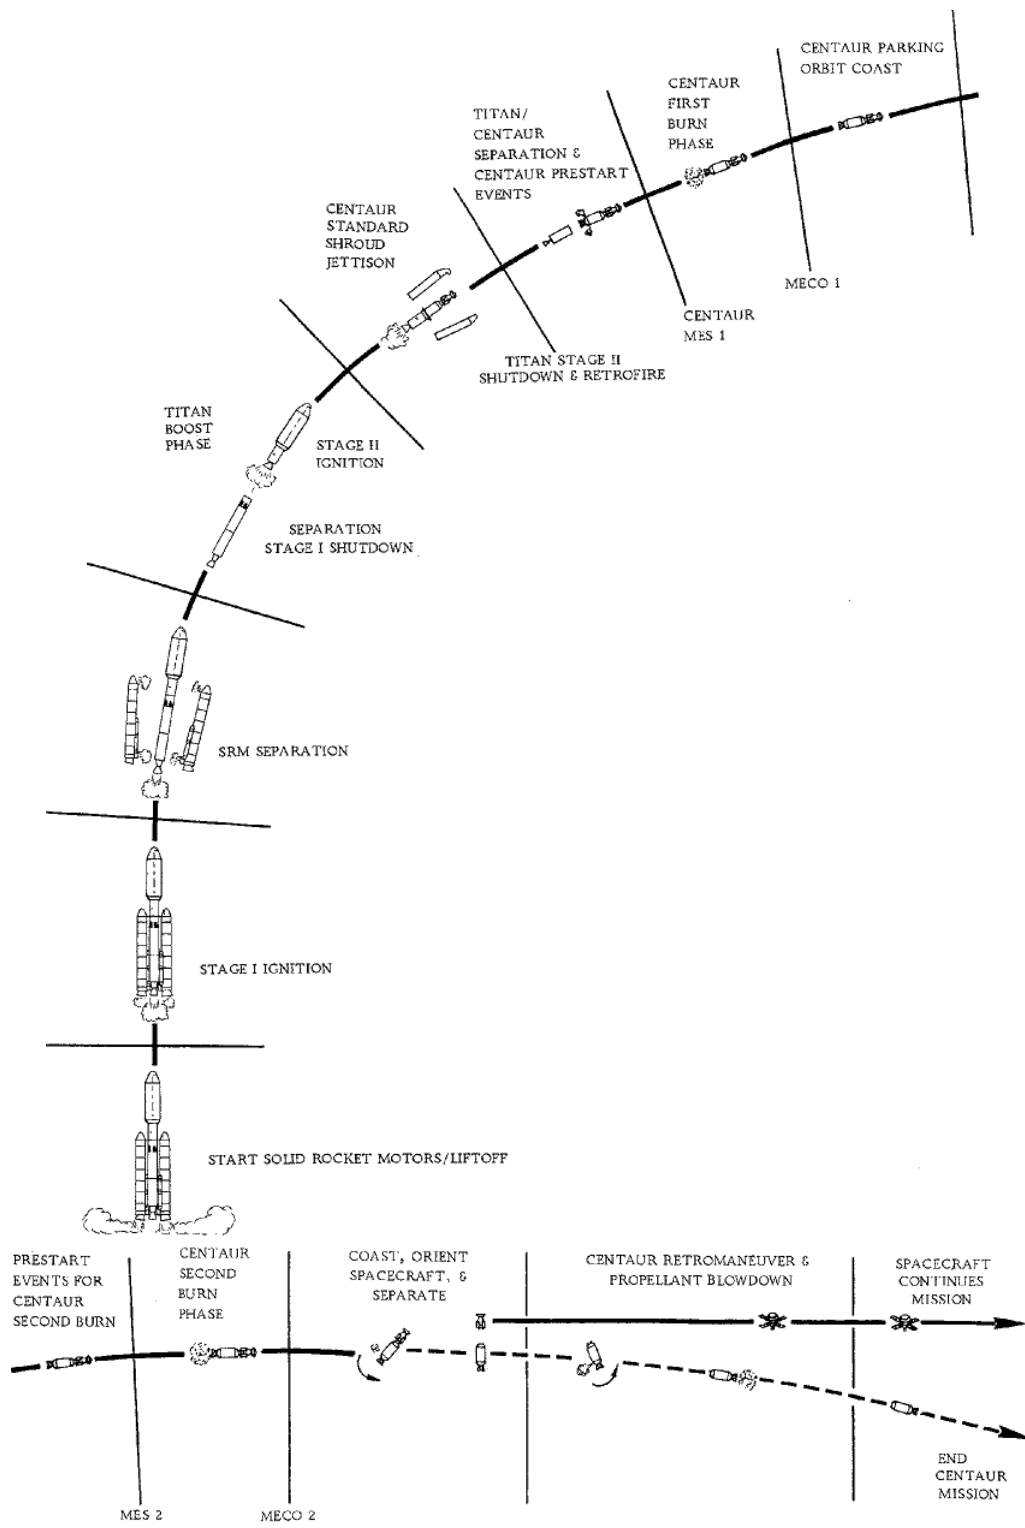 CENTAUR PARKING
ORBIT COAST
CENTAUR
FIRST
BURN
PHASE
TITAN/
CENTAUR
SEPARATION &
CENTAUR PRESTART
EVENTS
CENTAUR
STANDARD
SHROUD
JETTISON
MECO 1
CENTAUR
MES 1
TITAN STAGE II
SHUTDOWN & RETROFIRE
TITAN
BOOST
PHASE
STAGE II
IGNITION
SEPARATION
STAGE I SHUTDOWN
SRM SEPARATION
STAGE I IGNITION
START SOLID ROCKET MOTORS/LIFTOFF
PRESTART
EVENTS FOR
CENTAUR
SECOND BURN
CENTAUR
SECOND
BURN
PHASE
COAST, ORIENT
SPACECRAFT, &
SEPARATE
CENTAUR RETROMANEUVER &
PROPELLANT BLOWDOWN
SPACECRAFT
CONTINUES
MISSION
END
CENTAUR
MISSION
MES 2
MECO 2